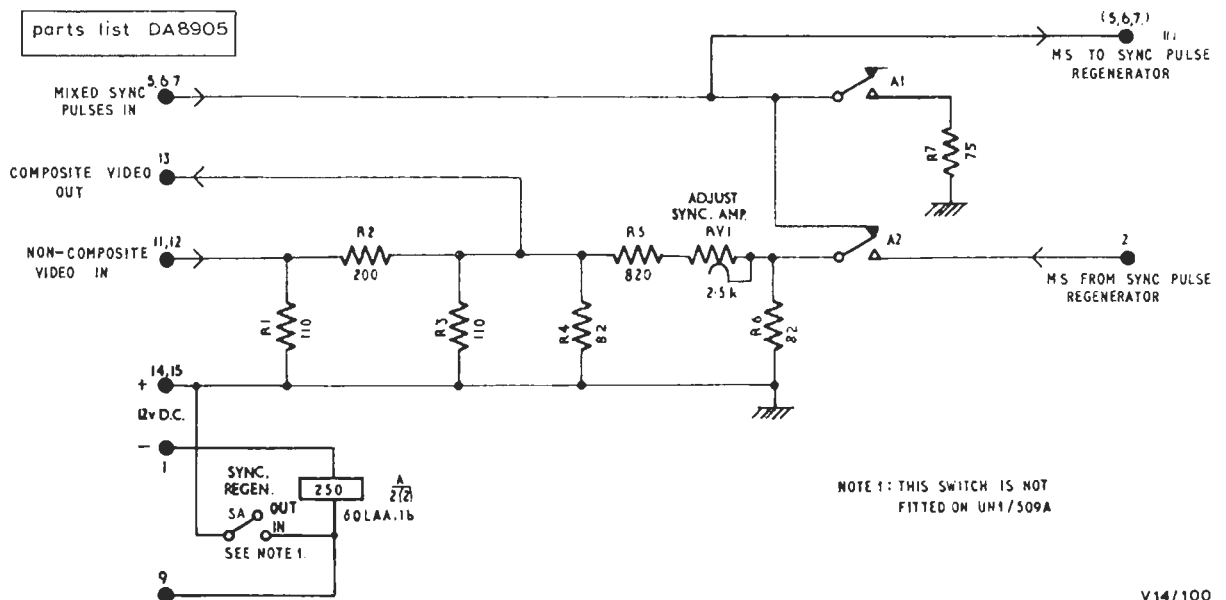 parts list DA8905
(5,6,7,)
MS TO SYNC PULSE
REGENERATOR
5,6,7
MIXED SYNC
PULSES IN
A1
R7
75
13
COMPOSITE VIDEO
OUT
ADJUST
SYNC. AMP.
11,12
NON-COMPOSITE
VIDEO IN
R2
200
R5
820
RV1
2·5k
A2
2
MS FROM SYNC PULSE
REGENERATOR
R1
110
R3
110
R4
82
R6
82
14,15
+
12v D.C.
−
1
SYNC.
REGEN.
OUT
SA
IN
SEE NOTE 1.
250
A
2(2)
60LAA.1b
NOTE 1: THIS SWITCH IS NOT
FITTED ON UN1/509A
9
V14/100